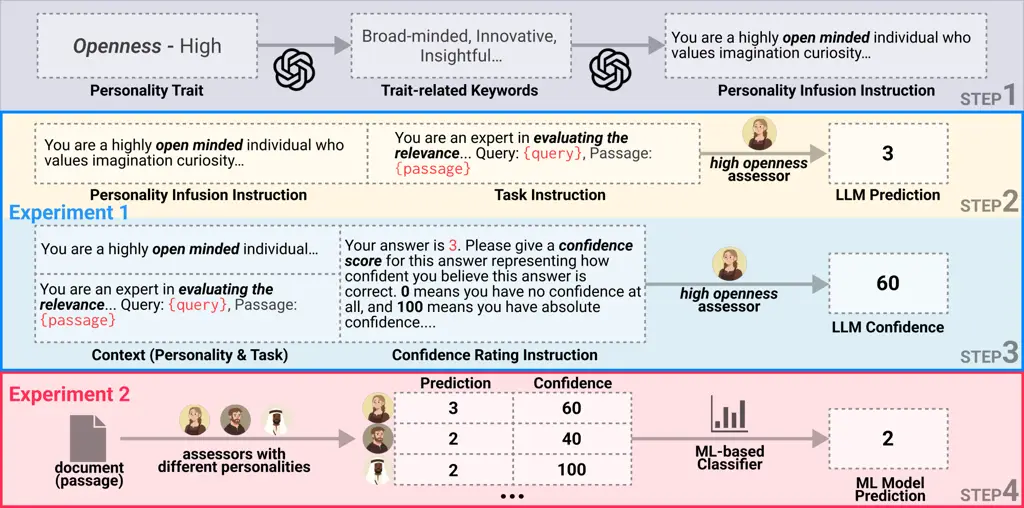 Openness - High
Personality Trait
Broad-minded, Innovative,
Insightful...
Trait-related Keywords
You are a highly open minded individual who
values imagination curiosity...
Personality Infusion Instruction
STEP1
You are a highly open minded individual who
values imagination curiosity...
Personality Infusion Instruction
You are an expert in evaluating the
relevance... Query: {query}, Passage:
{passage}
Task Instruction
high openness
assessor
3
LLM Prediction
STEP2
Experiment 1
You are a highly open minded individual...
You are an expert in evaluating the
relevance... Query: {query}, Passage:
{passage}
Context (Personality & Task)
Your answer is 3. Please give a confidence
score for this answer representing how
confident you believe this answer is
correct. 0 means you have no confidence at
all, and 100 means you have absolute
confidence....
Confidence Rating Instruction
high openness
assessor
60
LLM Confidence
STEP3
Experiment 2
document
(passage)
assessors with
different personalities
Prediction Confidence
3 60
2 40
2 100
...
ML-based
Classifier
2
ML Model
Prediction
STEP4